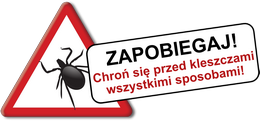 ZAPOBIEGAJ!
Chroń się przed kleszczami
wszystkimi sposobami!